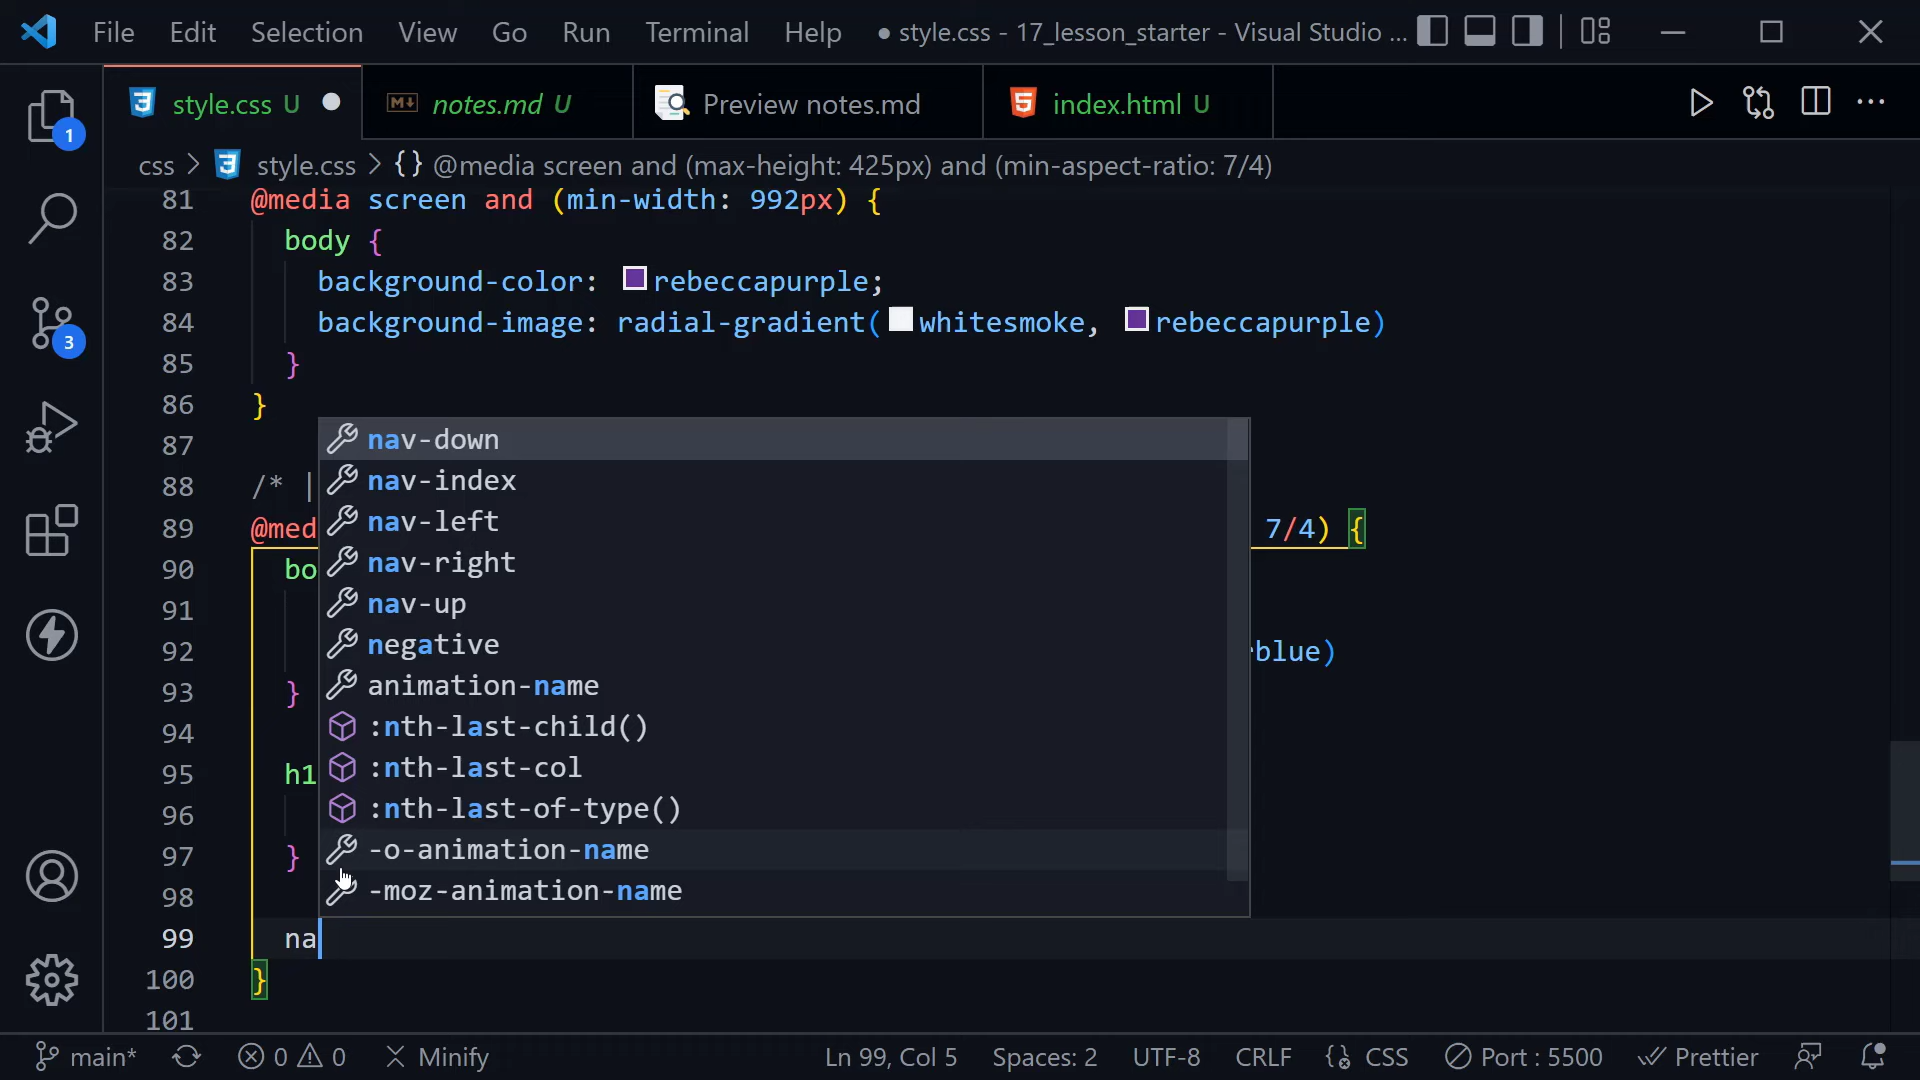 File Edit Selection View Go Run Terminal Help ● style.css - 17_lesson_starter - Visual Studio ...
style.css U ● notes.md U Preview notes.md index.html U ...
css > style.css > {} @media screen and (max-height: 425px) and (min-aspect-ratio: 7/4)
81 @media screen and (min-width: 992px) {
82 body {
83 background-color: rebeccapurple;
84 background-image: radial-gradient(whitesmoke, rebeccapurple)
85 }
86 }
87
88 /* |
89 @med 7/4) {
90 bo
91
92 blue)
93 }
94
95 h1
96
97 }
98
99 na
100 }
101
nav-down
nav-index
nav-left
nav-right
nav-up
negative
animation-name
:nth-last-child()
:nth-last-col
:nth-last-of-type()
-o-animation-name
-moz-animation-name
1
3
main* 0 0 Minify Ln 99, Col 5 Spaces: 2 UTF-8 CRLF {} CSS Port : 5500 Prettier